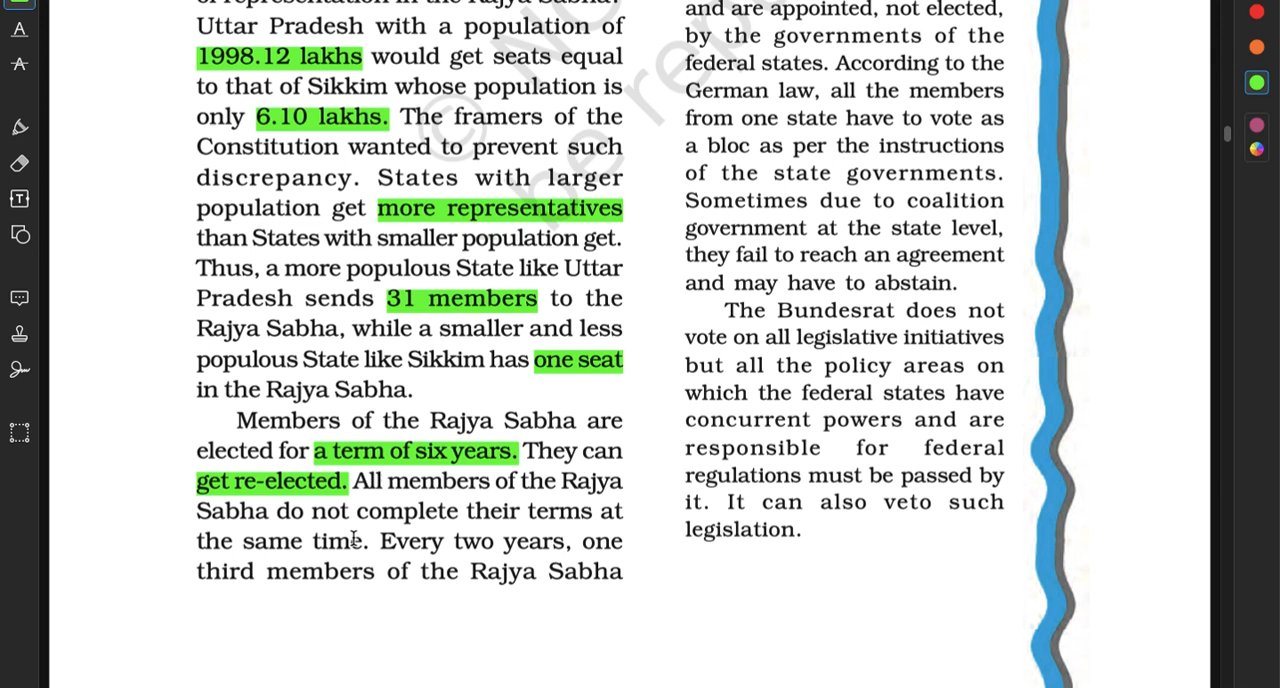 Uttar Pradesh with a population of
1998.12 lakhs would get seats equal
to that of Sikkim whose population is
only 6.10 lakhs. The framers of the
Constitution wanted to prevent such
discrepancy. States with larger
population get more representatives
than States with smaller population get.
Thus, a more populous State like Uttar
Pradesh sends 31 members to the
Rajya Sabha, while a smaller and less
populous State like Sikkim has one seat
in the Rajya Sabha.
Members of the Rajya Sabha are
elected for a term of six years. They can
get re-elected. All members of the Rajya
Sabha do not complete their terms at
the same time. Every two years, one
third members of the Rajya Sabha
and are appointed, not elected,
by the governments of the
federal states. According to the
German law, all the members
from one state have to vote as
a bloc as per the instructions
of the state governments.
Sometimes due to coalition
government at the state level,
they fail to reach an agreement
and may have to abstain.
The Bundesrat does not
vote on all legislative initiatives
but all the policy areas on
which the federal states have
concurrent powers and are
responsible for federal
regulations must be passed by
it. It can also veto such
legislation.